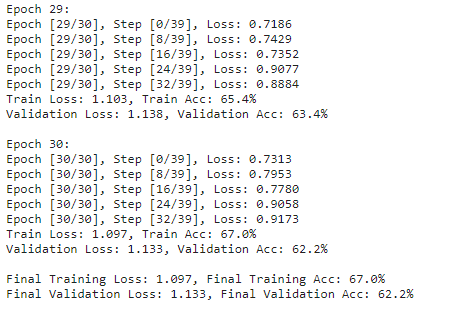 Epoch 29:
Epoch [29/30], Step [0/39], Loss: 0.7186
Epoch [29/30], Step [8/39], Loss: 0.7429
Epoch [29/30], Step [16/39], Loss: 0.7352
Epoch [29/30], Step [24/39], Loss: 0.9077
Epoch [29/30], Step [32/39], Loss: 0.8884
Train Loss: 1.103, Train Acc: 65.4%
Validation Loss: 1.138, Validation Acc: 63.4%
Epoch 30:
Epoch [30/30], Step [0/39], Loss: 0.7313
Epoch [30/30], Step [8/39], Loss: 0.7953
Epoch [30/30], Step [16/39], Loss: 0.7780
Epoch [30/30], Step [24/39], Loss: 0.9058
Epoch [30/30], Step [32/39], Loss: 0.9173
Train Loss: 1.097, Train Acc: 67.0%
Validation Loss: 1.133, Validation Acc: 62.2%
Final Training Loss: 1.097, Final Training Acc: 67.0%
Final Validation Loss: 1.133, Final Validation Acc: 62.2%